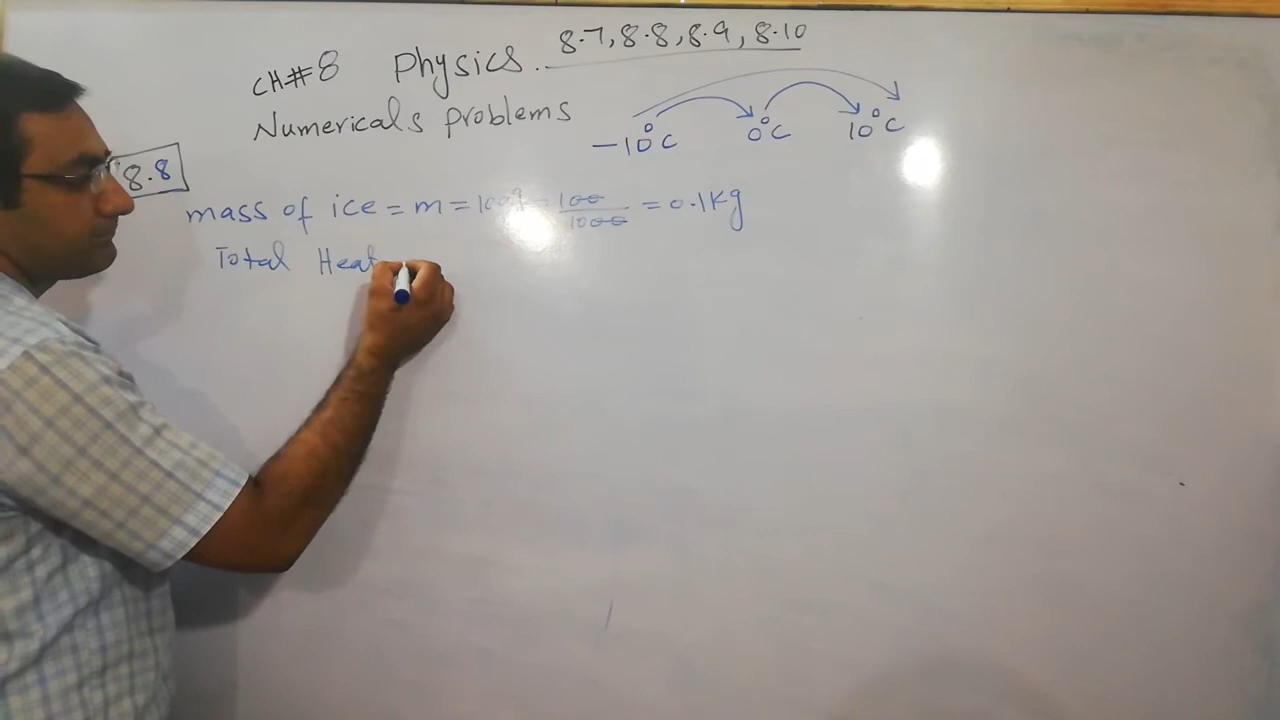 CH#8 Physics. 8.7, 8.8, 8.9, 8.10
Numericals problems
-10°C 0°C 10°C
8.8
mass of ice = m = 100g = 100/1000 = 0.1kg
Total Heat